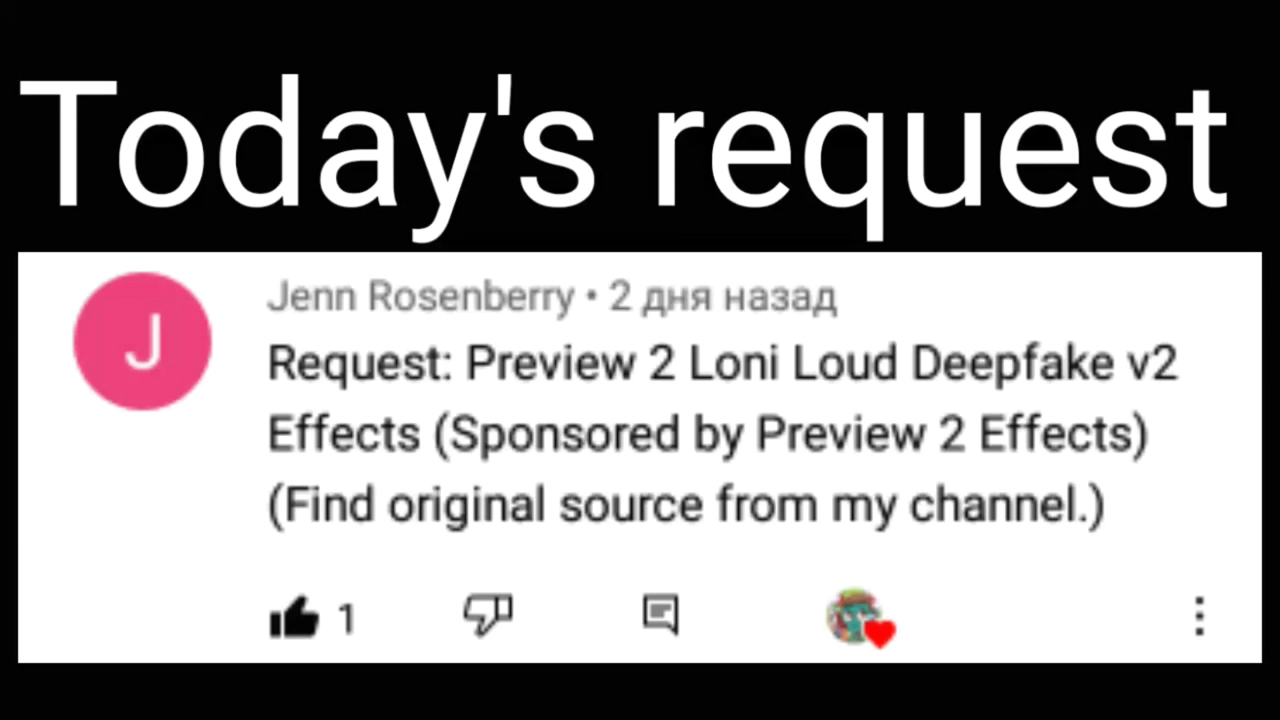 Today's request
J
Jenn Rosenberry • 2 дня назад
Request: Preview 2 Loni Loud Deepfake v2
Effects (Sponsored by Preview 2 Effects)
(Find original source from my channel.)
1